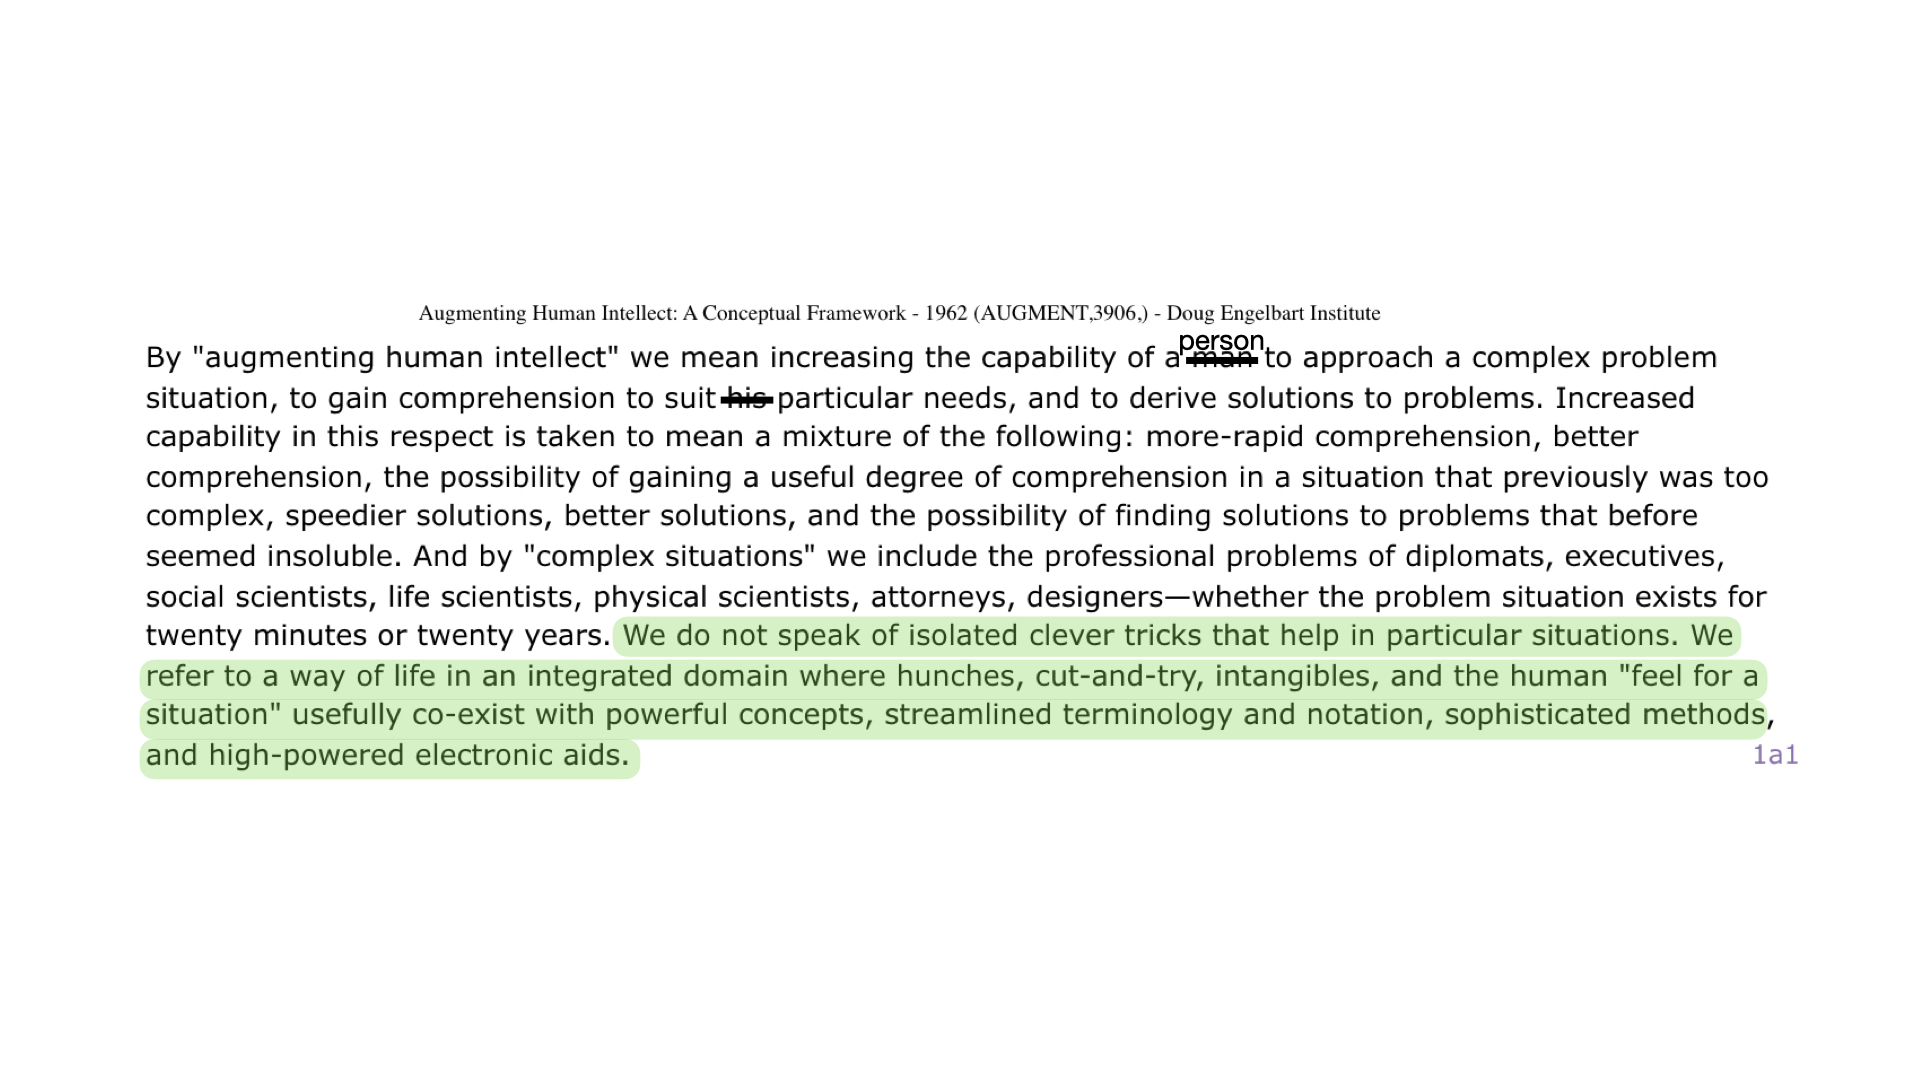 Augmenting Human Intellect: A Conceptual Framework - 1962 (AUGMENT,3906,) - Doug Engelbart Institute
person
By "augmenting human intellect" we mean increasing the capability of a man to approach a complex problem
situation, to gain comprehension to suit his particular needs, and to derive solutions to problems. Increased
capability in this respect is taken to mean a mixture of the following: more-rapid comprehension, better
comprehension, the possibility of gaining a useful degree of comprehension in a situation that previously was too
complex, speedier solutions, better solutions, and the possibility of finding solutions to problems that before
seemed insoluble. And by "complex situations" we include the professional problems of diplomats, executives,
social scientists, life scientists, physical scientists, attorneys, designers—whether the problem situation exists for
twenty minutes or twenty years. We do not speak of isolated clever tricks that help in particular situations. We
refer to a way of life in an integrated domain where hunches, cut-and-try, intangibles, and the human "feel for a
situation" usefully co-exist with powerful concepts, streamlined terminology and notation, sophisticated methods,
and high-powered electronic aids. 1a1